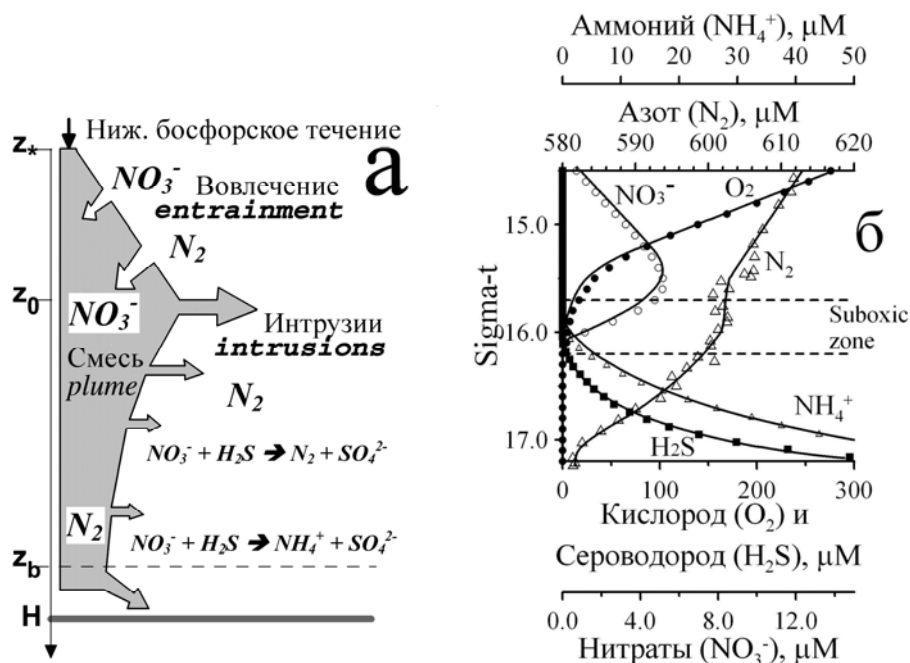 Ниж. босфорское течение
а
z*
NO₃⁻
Вовлечение
entrainment
N₂
z₀
NO₃⁻
Интрузии
intrusions
Смесь
plume
N₂
NO₃⁻ + H₂S ➔ N₂ + SO₄²⁻
N₂
NO₃⁻ + H₂S ➔ NH₄⁺ + SO₄²⁻
z_b
H
Аммоний (NH₄⁺), μM
0 10 20 30 40 50
Азот (N₂), μM
580 590 600 610 620
б
NO₃⁻
O₂
N₂
Sigma-t
15.0
16.0
17.0
Suboxic
zone
NH₄⁺
H₂S
0 100 200 300
Кислород (O₂) и
Сероводород (H₂S), μM
0.0 4.0 8.0 12.0
Нитраты (NO₃⁻), μM